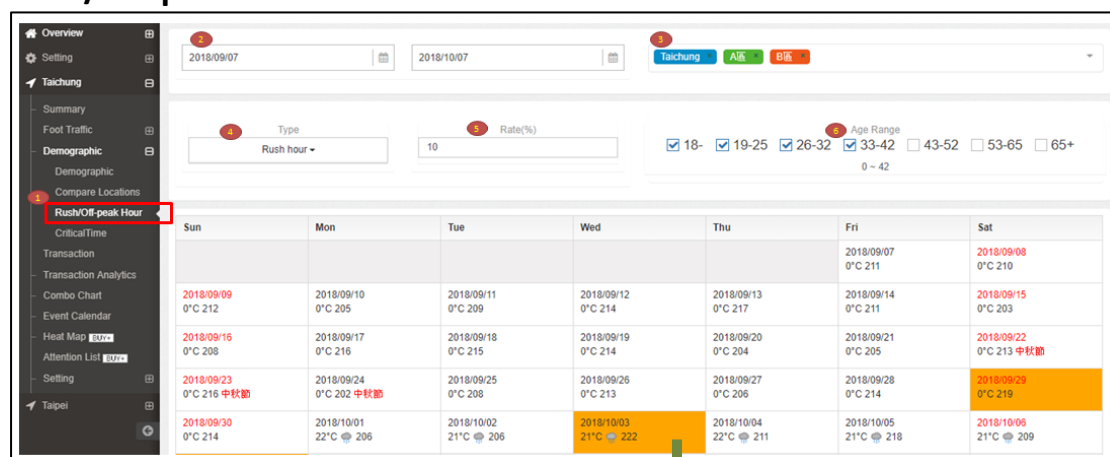 Overview
Setting
Taichung
Summary
Foot Traffic
Demographic
Demographic
Compare Locations
1
Rush/Off-peak Hour
CriticalTime
Transaction
Transaction Analytics
Combo Chart
Event Calendar
Heat Map BUY+
Attention List BUY+
Setting
Taipei
2
2018/09/07 2018/10/07
3
Taichung × A區 × B區 ×
4 Type
Rush hour
5 Rate(%)
10
6 Age Range
18- 19-25 26-32 33-42 43-52 53-65 65+
0 ~ 42
Sun Mon Tue Wed Thu Fri Sat
2018/09/07 2018/09/08
0°C 211 0°C 210
2018/09/09 2018/09/10 2018/09/11 2018/09/12 2018/09/13 2018/09/14 2018/09/15
0°C 212 0°C 205 0°C 209 0°C 214 0°C 217 0°C 211 0°C 203
2018/09/16 2018/09/17 2018/09/18 2018/09/19 2018/09/20 2018/09/21 2018/09/22
0°C 208 0°C 216 0°C 215 0°C 214 0°C 204 0°C 205 0°C 213 中秋節
2018/09/23 2018/09/24 2018/09/25 2018/09/26 2018/09/27 2018/09/28 2018/09/29
0°C 216 中秋節 0°C 202 中秋節 0°C 208 0°C 213 0°C 206 0°C 214 0°C 219
2018/09/30 2018/10/01 2018/10/02 2018/10/03 2018/10/04 2018/10/05 2018/10/06
0°C 214 22°C 206 21°C 206 21°C 222 22°C 211 21°C 218 21°C 209